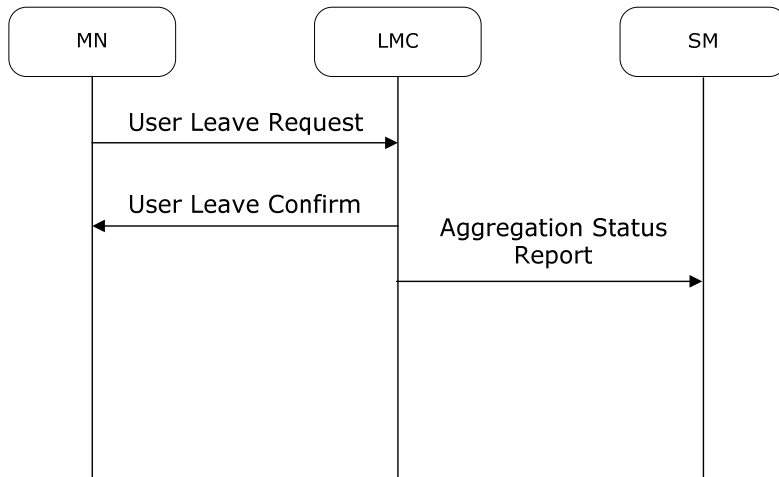 MN
LMC
SM
User Leave Request
User Leave Confirm
Aggregation Status
Report